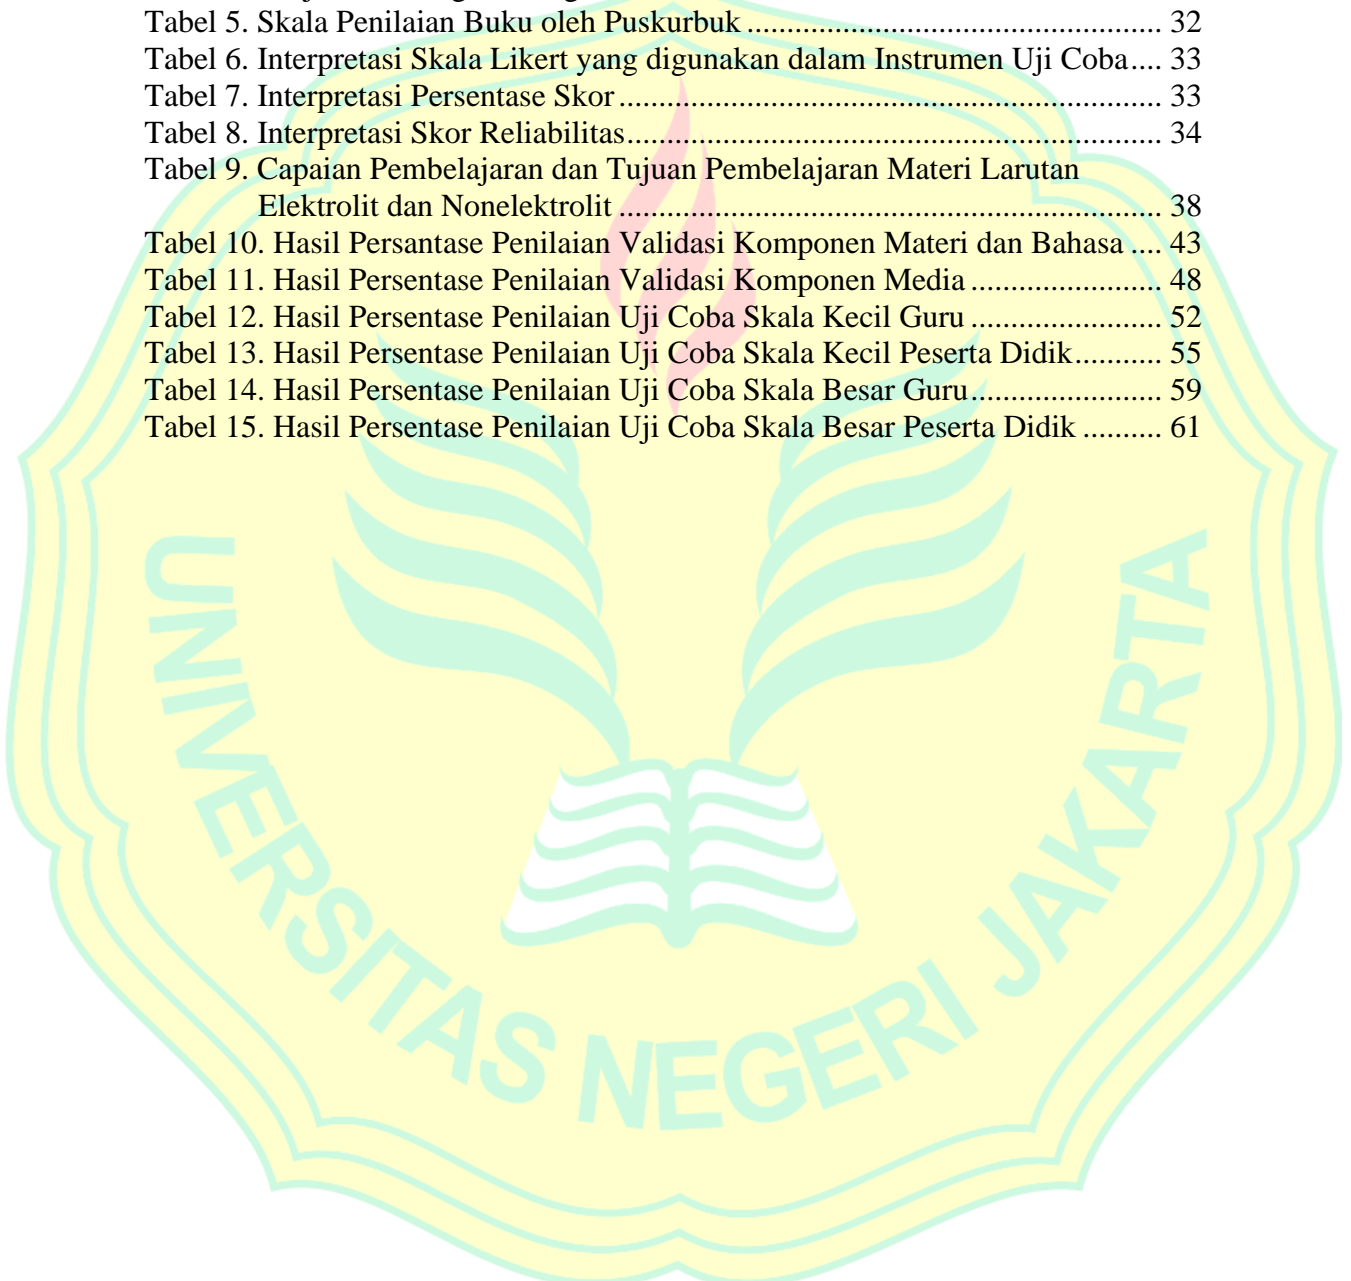 Tabel 5. Skala Penilaian Buku oleh Puskurbuk ........................................................ 32
Tabel 6. Interpretasi Skala Likert yang digunakan dalam Instrumen Uji Coba.... 33
Tabel 7. Interpretasi Persentase Skor ......................................................................... 33
Tabel 8. Interpretasi Skor Reliabilitas........................................................................ 34
Tabel 9. Capaian Pembelajaran dan Tujuan Pembelajaran Materi Larutan
Elektrolit dan Nonelektrolit ......................................................................... 38
Tabel 10. Hasil Persantase Penilaian Validasi Komponen Materi dan Bahasa .... 43
Tabel 11. Hasil Persentase Penilaian Validasi Komponen Media ......................... 48
Tabel 12. Hasil Persentase Penilaian Uji Coba Skala Kecil Guru ......................... 52
Tabel 13. Hasil Persentase Penilaian Uji Coba Skala Kecil Peserta Didik........... 55
Tabel 14. Hasil Persentase Penilaian Uji Coba Skala Besar Guru......................... 59
Tabel 15. Hasil Persentase Penilaian Uji Coba Skala Besar Peserta Didik .......... 61
UNIVERSITAS NEGERI JAKARTA